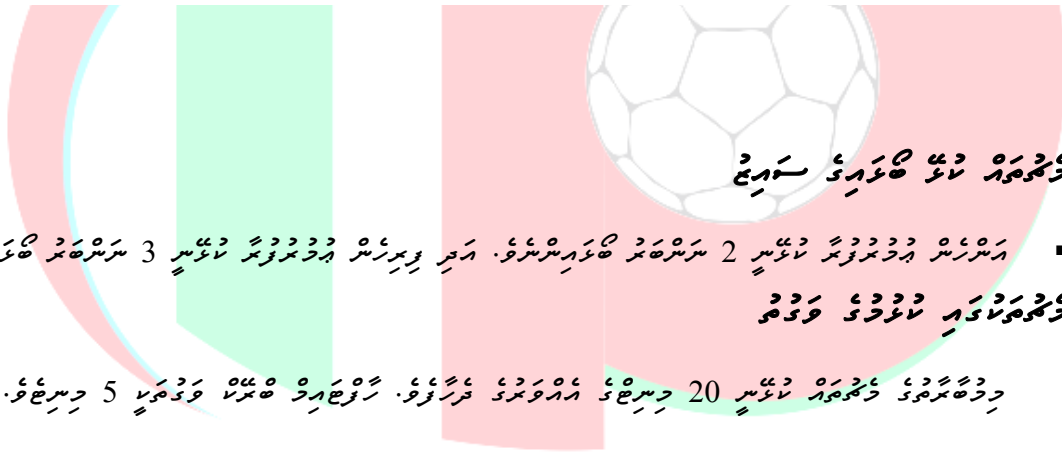 މެޗުތައް ކުޅޭ ބޯޅައިގެ ސައިޒު
▪ އަންހެން ޢުމުރުފުރާ ކުޅޭނީ 2 ނަންބަރު ބޯޅައިންނެވެ. އަދި ފިރިހެން ޢުމުރުފުރާ ކުޅޭނީ 3 ނަންބަރު
މެޗުތަކުގައި ކުޅުމުގެ ވަގުތު
މިމުބާރާތުގެ މެޗުތައް ކުޅޭނީ 20 މިނިޓްގެ އެއްވަރުގެ ދެހާފެވެ. ހާފްޓައިމް ބްރޭކް ވަގުތަކީ 5 މިނިޓެވެ.